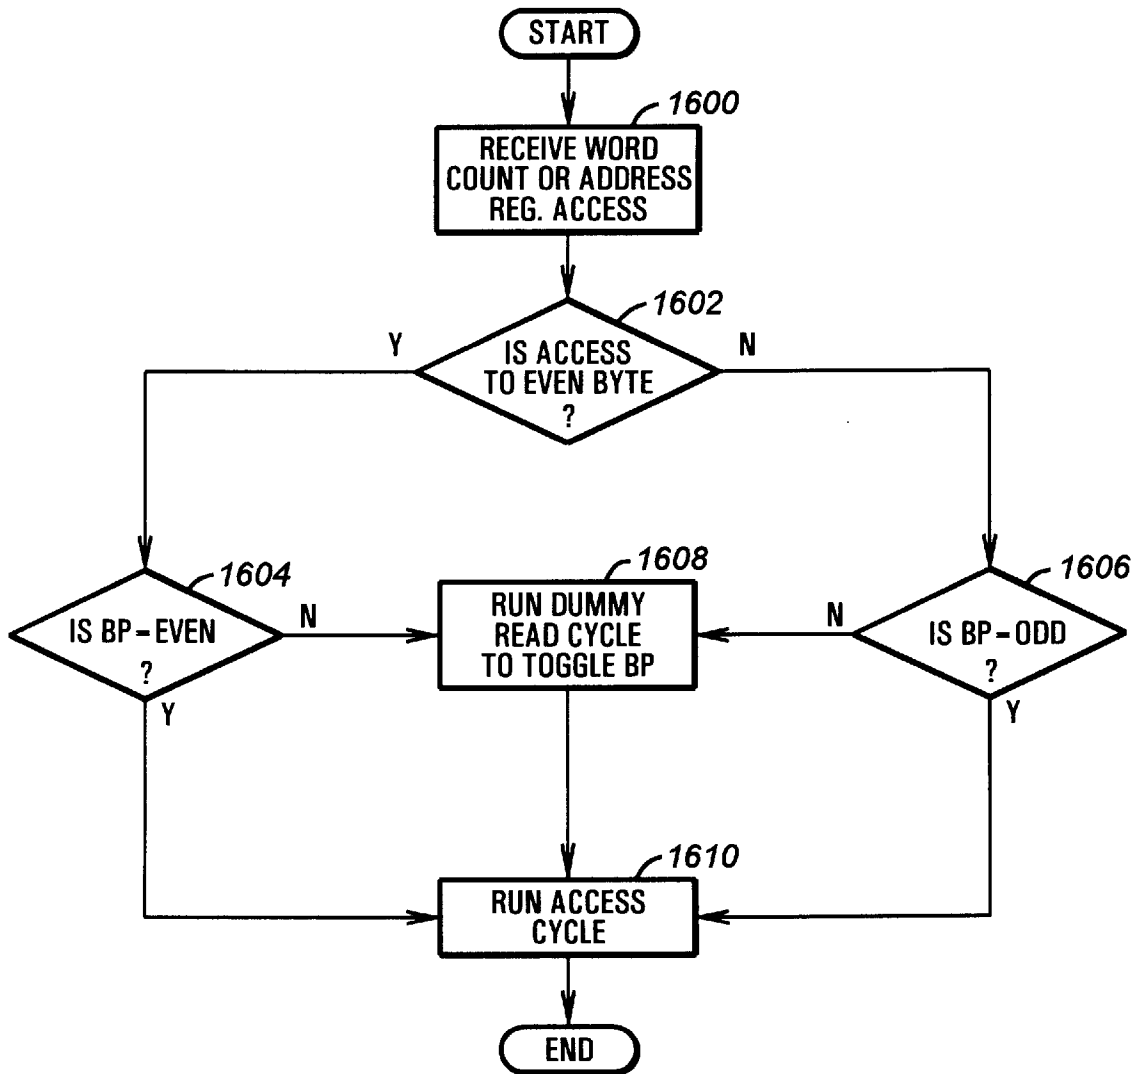 START
1600
RECEIVE WORD
COUNT OR ADDRESS
REG. ACCESS
1602
Y
N
IS ACCESS
TO EVEN BYTE
?
1604
1608
1606
IS BP=EVEN
?
N
RUN DUMMY
READ CYCLE
TO TOGGLE BP
N
IS BP=ODD
?
Y
Y
1610
RUN ACCESS
CYCLE
END